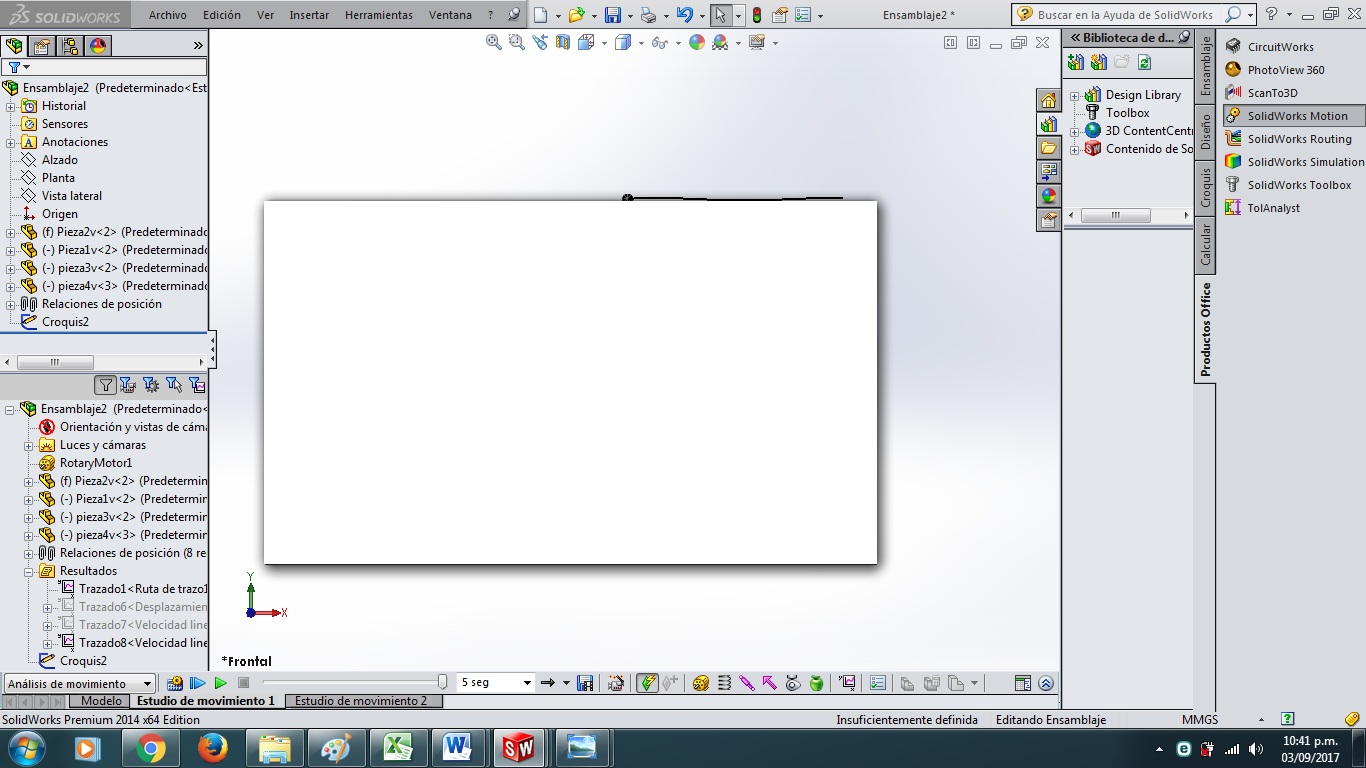 SOLIDWORKS
Archivo Edición Ver Insertar Herramientas Ventana ?
Ensamblaje2 *
Buscar en la Ayuda de SolidWorks
Ensamblaje2 (Predeterminado<Est
Historial
Sensores
Anotaciones
Alzado
Planta
Vista lateral
Origen
(f) Pieza2v<2> (Predeterminado
(-) Pieza1v<2> (Predeterminado
(-) pieza3v<2> (Predeterminado
(-) pieza4v<3> (Predeterminado
Relaciones de posición
Croquis2
Ensamblaje2 (Predeterminado<
Orientación y vistas de cáma
Luces y cámaras
RotaryMotor1
(f) Pieza2v<2> (Predetermin
(-) Pieza1v<2> (Predetermin
(-) pieza3v<2> (Predetermin
(-) pieza4v<3> (Predetermin
Relaciones de posición (8 re
Resultados
Trazado1<Ruta de trazo1
Trazado6<Desplazamien
Trazado7<Velocidad line
Trazado8<Velocidad line
Croquis2
Y
X
*Frontal
Biblioteca de d...
Design Library
Toolbox
3D ContentCentr
Contenido de So
Ensamblaje
Diseño
Croquis
Calcular
Productos Office
CircuitWorks
PhotoView 360
ScanTo3D
SolidWorks Motion
SolidWorks Routing
SolidWorks Simulation
SolidWorks Toolbox
TolAnalyst
Análisis de movimiento
5 seg
Modelo Estudio de movimiento 1 Estudio de movimiento 2
SolidWorks Premium 2014 x64 Edition
Insuficientemente definida Editando Ensamblaje MMGS
10:41 p.m.
03/09/2017